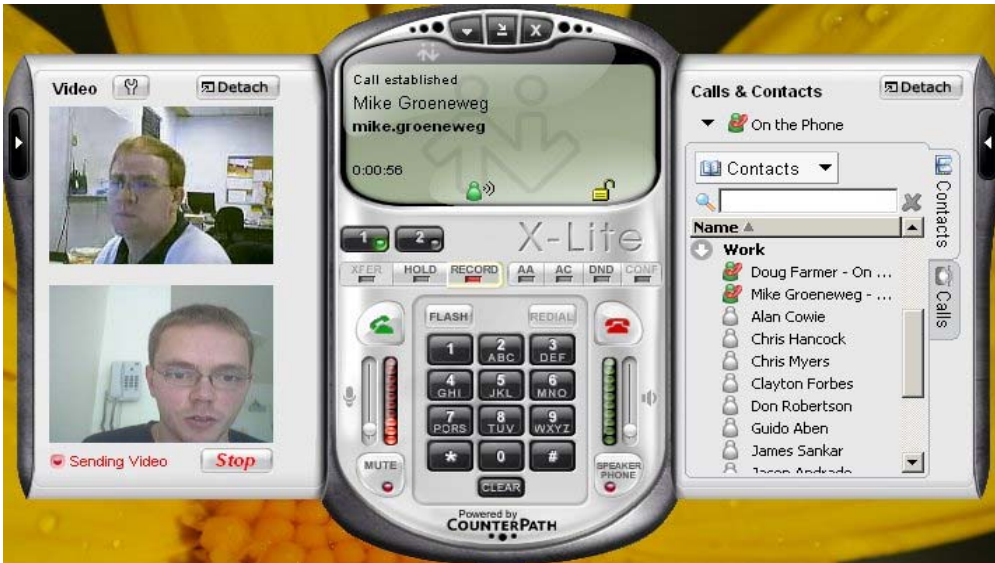 Video
Detach
Sending Video
Stop
Call established
Mike Groeneweg
mike.groeneweg
0:00:56
1
2
X-Lite
XFER
HOLD
RECORD
AA
AC
DND
CONF
FLASH
REDIAL
1
2
ABC
3
DEF
4
GHI
5
JKL
6
MNO
7
PQRS
8
TUV
9
WXYZ
*
0
#
MUTE
CLEAR
SPEAKER
PHONE
Powered by
COUNTERPATH
Calls & Contacts
Detach
On the Phone
Contacts
Name
Work
Doug Farmer - On ...
Mike Groeneweg - ...
Alan Cowie
Chris Hancock
Chris Myers
Clayton Forbes
Don Robertson
Guido Aben
James Sankar
Jason Andrade
Contacts
Calls